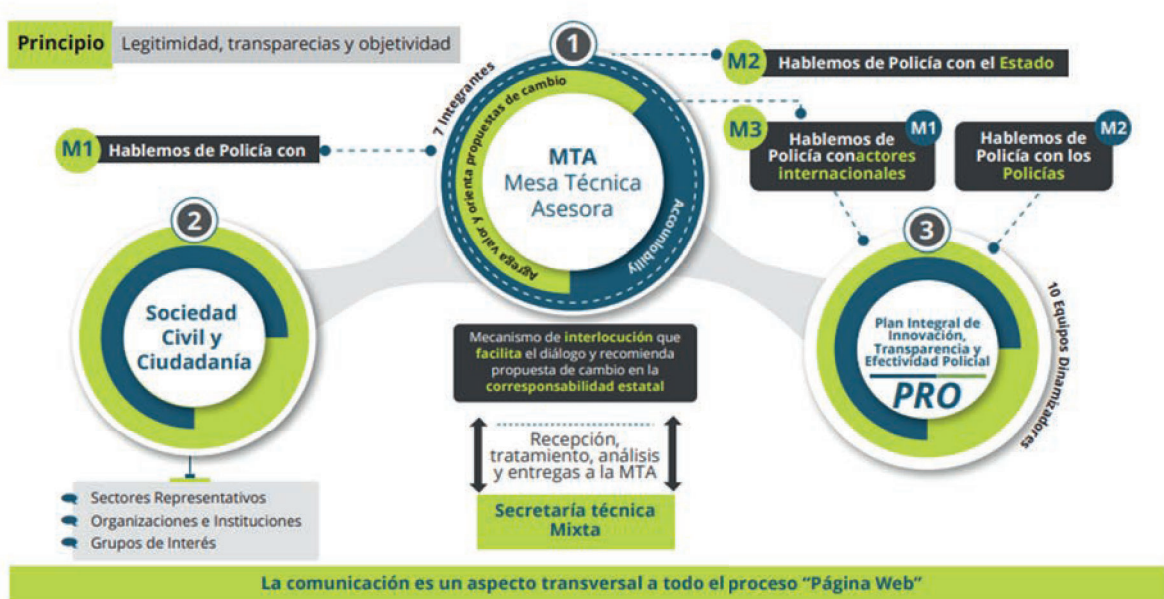 Principio
Legitimidad, transparecias y objetividad
1
7 Integrantes
Agrega valor y orienta propuestas de cambio
Accountiobility
MTA
Mesa Técnica
Asesora
M1
Hablemos de Policía con
M2
Hablemos de Policía con el Estado
M3
Hablemos de
Policía conactores
internacionales
M1
Hablemos de
Policía con los
Policías
M2
2
Sociedad
Civil y
Ciudadanía
Sectores Representativos
Organizaciones e Instituciones
Grupos de Interés
Mecanismo de interlocución que
facilita el diálogo y recomienda
propuesta de cambio en la
corresponsabilidad estatal
Recepción,
tratamiento, análisis
y entregas a la MTA
Secretaría técnica
Mixta
3
Plan Integral de
Innovación,
Transparencia y
Efectividad Policial
PRO
10 Equipos Dinamizadores
La comunicación es un aspecto transversal a todo el proceso “Página Web”